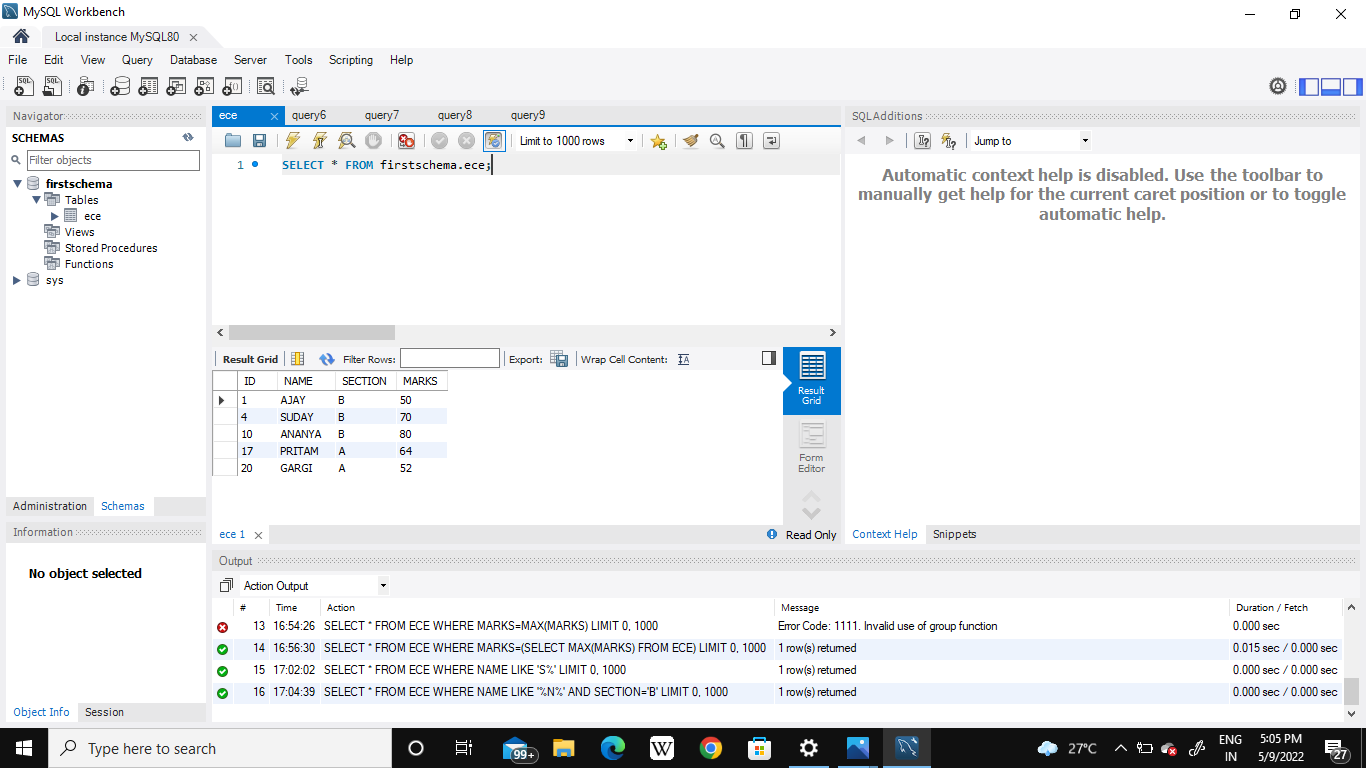 MySQL Workbench
Local instance MySQL80
File Edit View Query Database Server Tools Scripting Help
Navigator
SCHEMAS
Filter objects
firstschema
Tables
ece
Views
Stored Procedures
Functions
sys
Administration Schemas
Information
No object selected
Object Info Session
ece query6 query7 query8 query9
Limit to 1000 rows
1 SELECT * FROM firstschema.ece;
Result Grid Filter Rows: Export: Wrap Cell Content:
ID NAME SECTION MARKS
1 AJAY B 50
4 SUDAY B 70
10 ANANYA B 80
17 PRITAM A 64
20 GARGI A 52
Result
Grid
Form
Editor
ece 1
Read Only
SQLAdditions
Jump to
Automatic context help is disabled. Use the toolbar to
manually get help for the current caret position or to toggle
automatic help.
Context Help Snippets
Output
Action Output
# Time Action Message Duration / Fetch
13 16:54:26 SELECT * FROM ECE WHERE MARKS=MAX(MARKS) LIMIT 0, 1000 Error Code: 1111. Invalid use of group function 0.000 sec
14 16:56:30 SELECT * FROM ECE WHERE MARKS=(SELECT MAX(MARKS) FROM ECE) LIMIT 0, 1000 1 row(s) returned 0.015 sec / 0.000 sec
15 17:02:02 SELECT * FROM ECE WHERE NAME LIKE 'S%' LIMIT 0, 1000 1 row(s) returned 0.000 sec / 0.000 sec
16 17:04:39 SELECT * FROM ECE WHERE NAME LIKE '%N%' AND SECTION='B' LIMIT 0, 1000 1 row(s) returned 0.000 sec / 0.000 sec
Type here to search
99+
W
27°C
ENG
IN
5:05 PM
5/9/2022
27